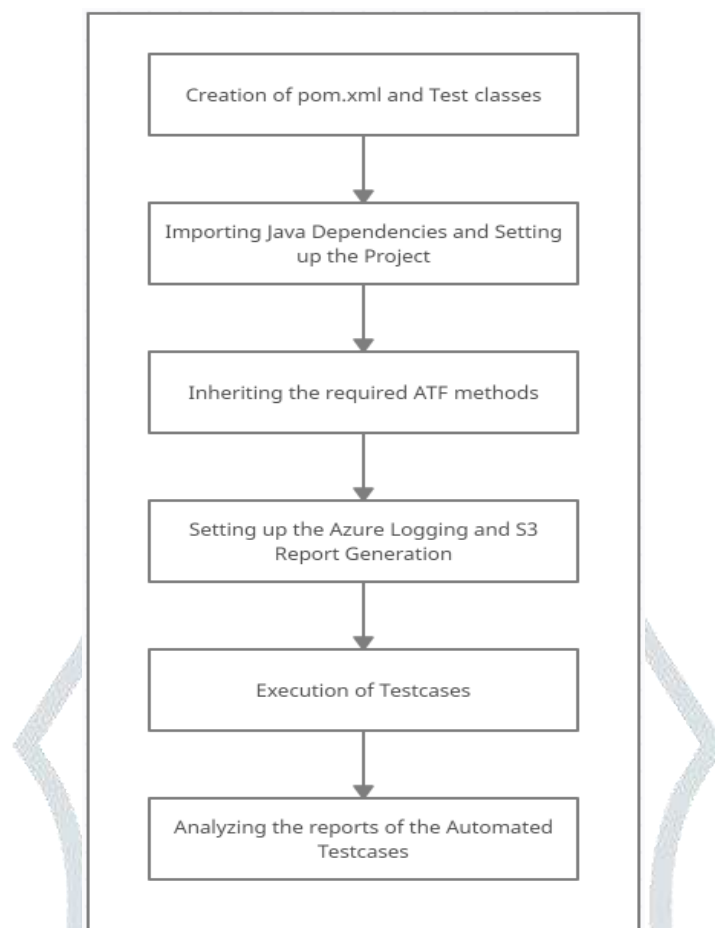 Creation of pom.xml and Test classes
Importing Java Dependencies and Setting
up the Project
Inheriting the required ATF methods
Setting up the Azure Logging and S3
Report Generation
Execution of Testcases
Analyzing the reports of the Automated
Testcases